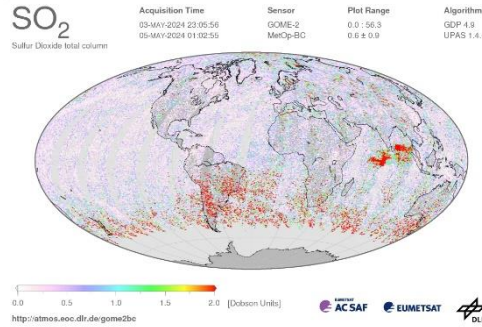 SO2
Sulfur Dioxide total column
Acquisition Time
03-MAY-2024 23:05:56
05-MAY-2024 01:02:55
Sensor
GOME-2
MetOp-BC
Plot Range
0.0 : 56.3
0.6 ± 0.9
Algorithm
GDP 4.9
UPAS 1.4.
0.0 0.5 1.0 1.5 2.0 [Dobson Units]
http://atmos.eoc.dlr.de/gome2bc
EUMETSAT
AC SAF
EUMETSAT
DLR